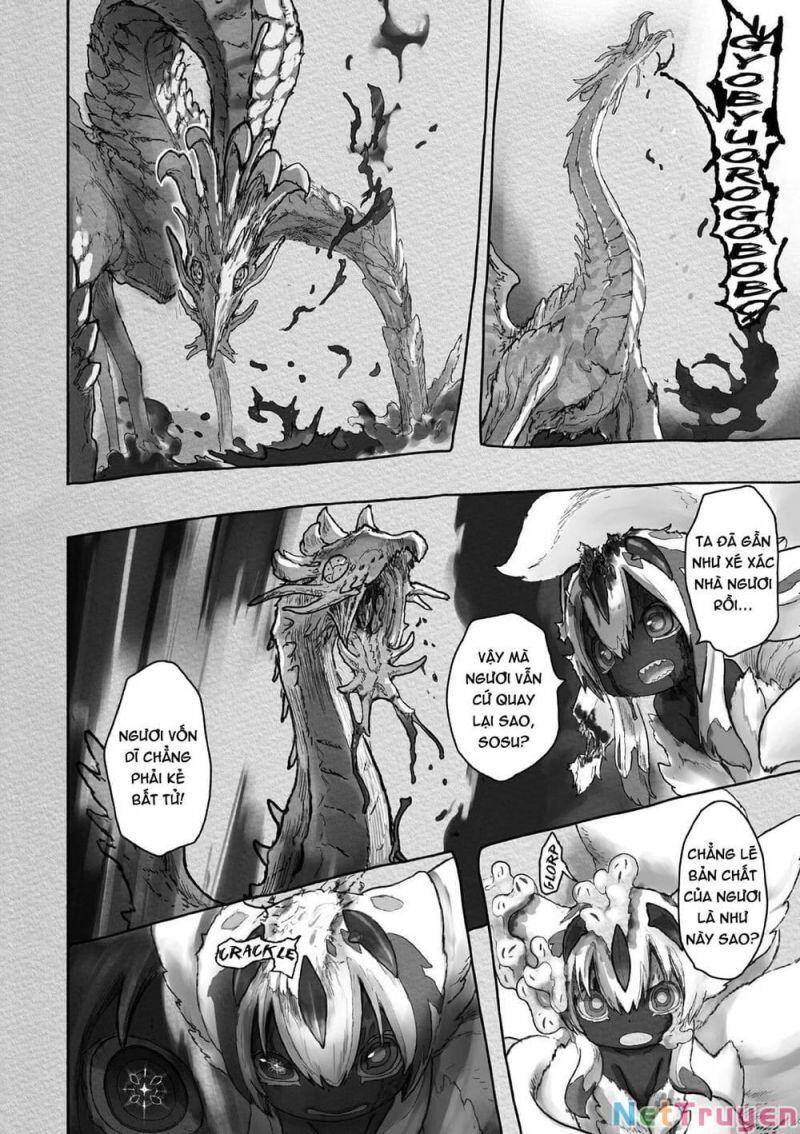 GYOBYUOROGOBOBO
TA ĐÃ GẦN
NHƯ XÉ XÁC
NHÀ NGƯƠI
RỒI...
VẬY MÀ
NGƯƠI VẪN
CỨ QUAY
LẠI SAO,
SOSU?
NGƯƠI VỐN
DĨ CHẲNG
PHẢI KẺ
BẤT TỬ!
GLORP
CHẲNG LẼ
BẢN CHẤT
CỦA NGƯƠI
LÀ NHƯ
NÀY SAO?
CRACKLE
NetTruyen